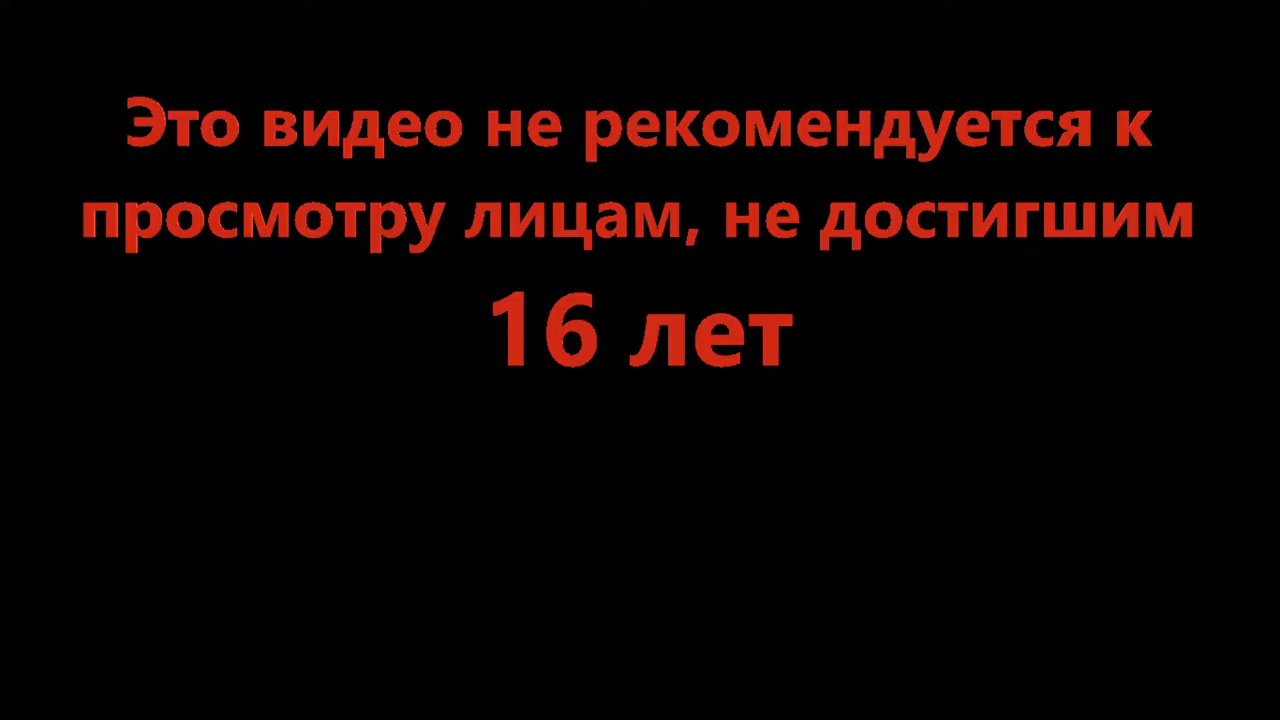 Это видео не рекомендуется к
просмотру лицам, не достигшим
16 лет